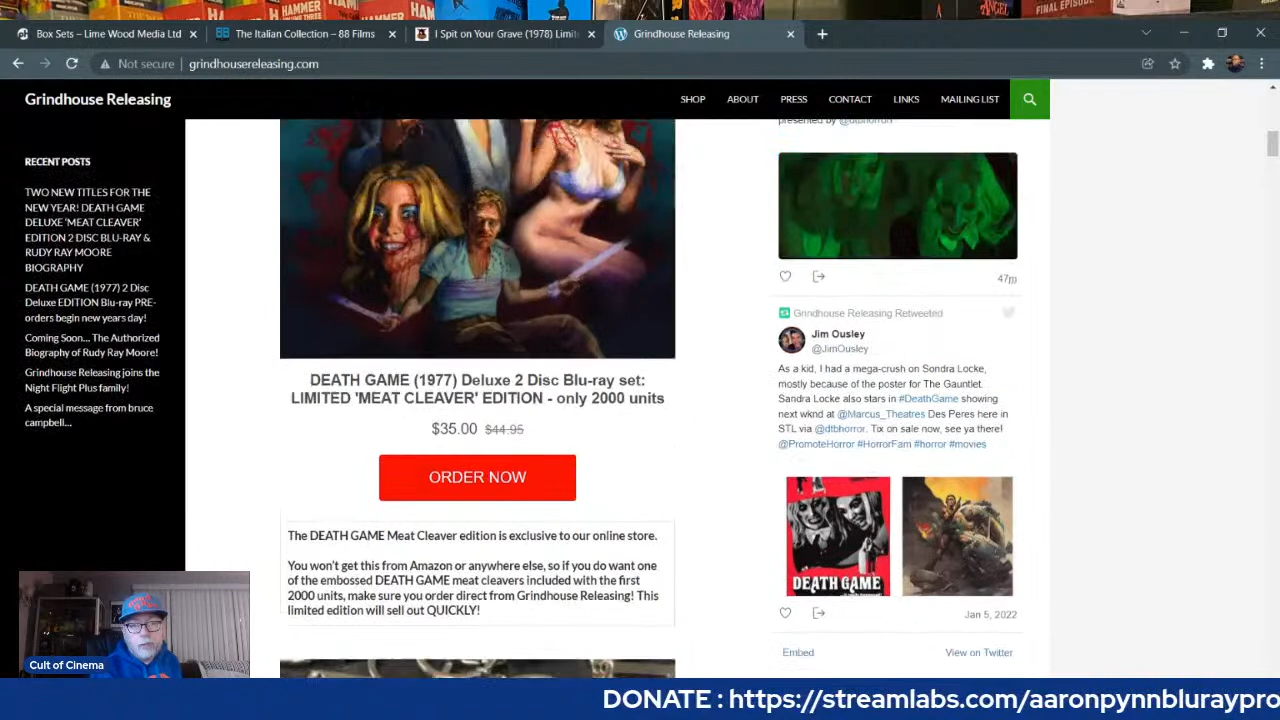 HAMMER
HAMMER
HAMMER
ANGEL
FINAL EPISODE
Box Sets – Lime Wood Media Ltd
The Italian Collection – 88 Films
I Spit on Your Grave (1978) Limit
Grindhouse Releasing
Not secure
grindhousereleasing.com
Grindhouse Releasing
SHOP
ABOUT
PRESS
CONTACT
LINKS
MAILING LIST
RECENT POSTS
TWO NEW TITLES FOR THE
NEW YEAR! DEATH GAME
DELUXE ‘MEAT CLEAVER’
EDITION 2 DISC BLU-RAY &
RUDY RAY MOORE
BIOGRAPHY
DEATH GAME (1977) 2 Disc
Deluxe EDITION Blu-ray PRE-
orders begin new years day!
Coming Soon… The Authorized
Biography of Rudy Ray Moore!
Grindhouse Releasing joins the
Night Flight Plus family!
A special message from bruce
campbell…
DEATH GAME (1977) Deluxe 2 Disc Blu-ray set:
LIMITED 'MEAT CLEAVER' EDITION - only 2000 units
$35.00 $44.95
ORDER NOW
The DEATH GAME Meat Cleaver edition is exclusive to our online store.
You won't get this from Amazon or anywhere else, so if you do want one
of the embossed DEATH GAME meat cleavers included with the first
2000 units, make sure you order direct from Grindhouse Releasing! This
limited edition will sell out QUICKLY!
presented by @dtbhorror
47m
Grindhouse Releasing Retweeted
Jim Ousley
@JimOusley
As a kid, I had a mega-crush on Sondra Locke,
mostly because of the poster for The Gauntlet.
Sandra Locke also stars in #DeathGame showing
next wknd at @Marcus_Theatres Des Peres here in
STL via @dtbhorror. Tix on sale now, see ya there!
@PromoteHorror #HorrorFam #horror #movies
DEATH GAME
Jan 5, 2022
Embed
View on Twitter
Cult of Cinema
DONATE : https://streamlabs.com/aaronpynnbluraypro